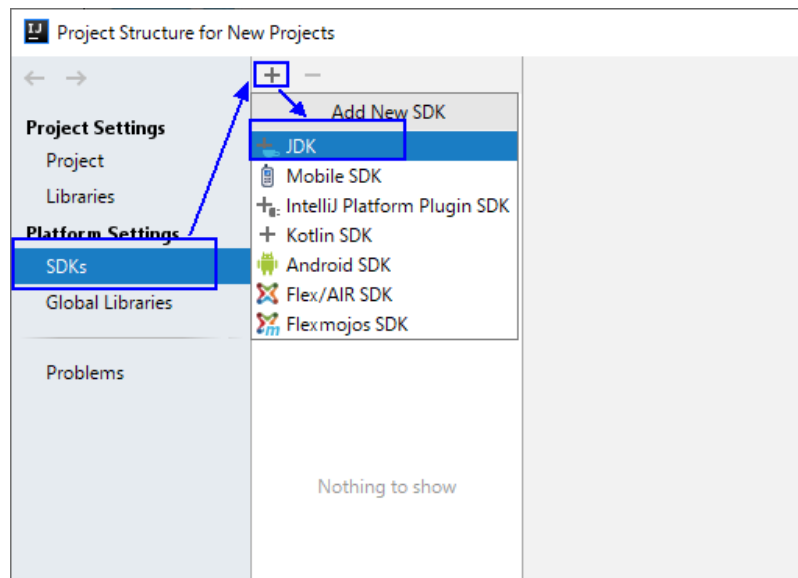 IJ
Project Structure for New Projects
Project Settings
Project
Libraries
Platform Settings
SDKs
Global Libraries
Problems
Add New SDK
JDK
Mobile SDK
IntelliJ Platform Plugin SDK
Kotlin SDK
Android SDK
Flex/AIR SDK
m Flexmojos SDK
Nothing to show